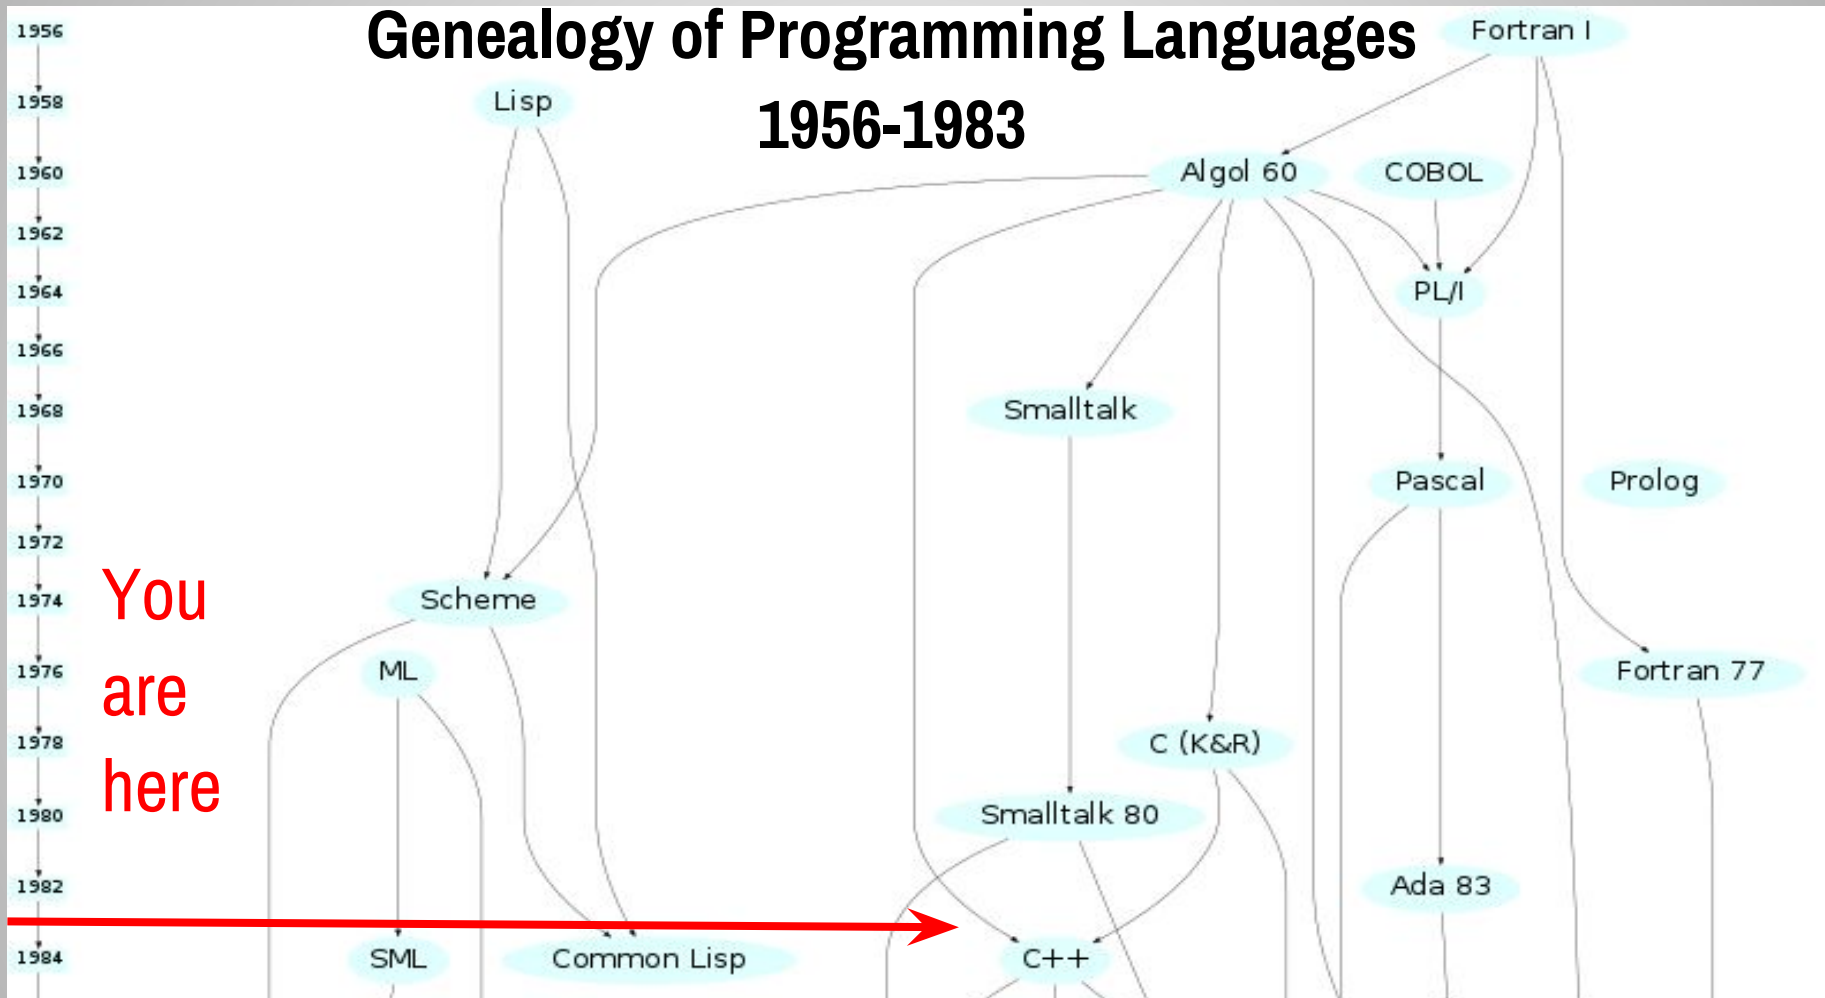 Genealogy of Programming Languages
1956-1983
1956
Fortran I
1958
Lisp
1960
Algol 60
COBOL
1962
1964
PL/I
1966
1968
Smalltalk
1970
Pascal
Prolog
1972
1974
Scheme
1976
ML
Fortran 77
1978
C (K&R)
1980
Smalltalk 80
1982
Ada 83
1984
SML
Common Lisp
C++
You
are
here